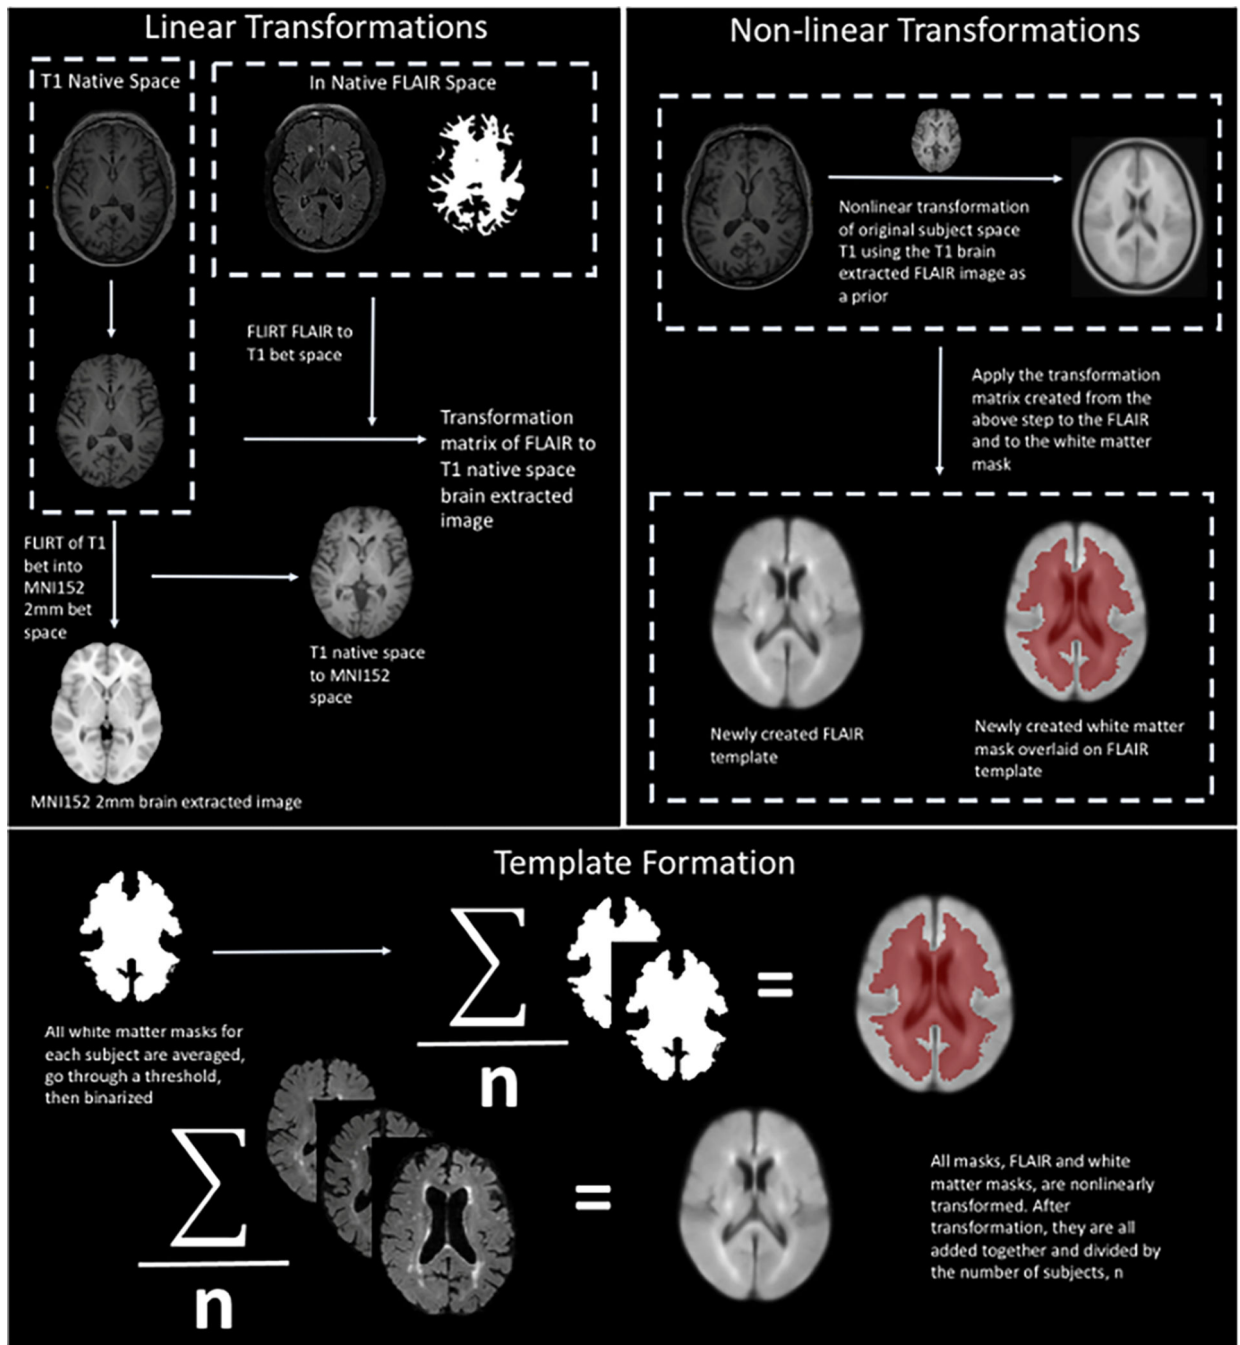 Linear Transformations
T1 Native Space
In Native FLAIR Space
FLIRT FLAIR to
T1 bet space
Transformation
matrix of FLAIR to
T1 native space
brain extracted
image
FLIRT of T1
bet into
MNI152
2mm bet
space
T1 native space
to MNI152
space
MNI152 2mm brain extracted image
Non-linear Transformations
Nonlinear transformation
of original subject space
T1 using the T1 brain
extracted FLAIR image as
a prior
Apply the transformation
matrix created from the
above step to the FLAIR
and to the white matter
mask
Newly created FLAIR
template
Newly created white matter
mask overlaid on FLAIR
template
Template Formation
All white matter masks for
each subject are averaged,
go through a threshold,
then binarized
∑
n
=
∑
n
=
All masks, FLAIR and white
matter masks, are nonlinearly
transformed. After
transformation, they are all
added together and divided by
the number of subjects, n